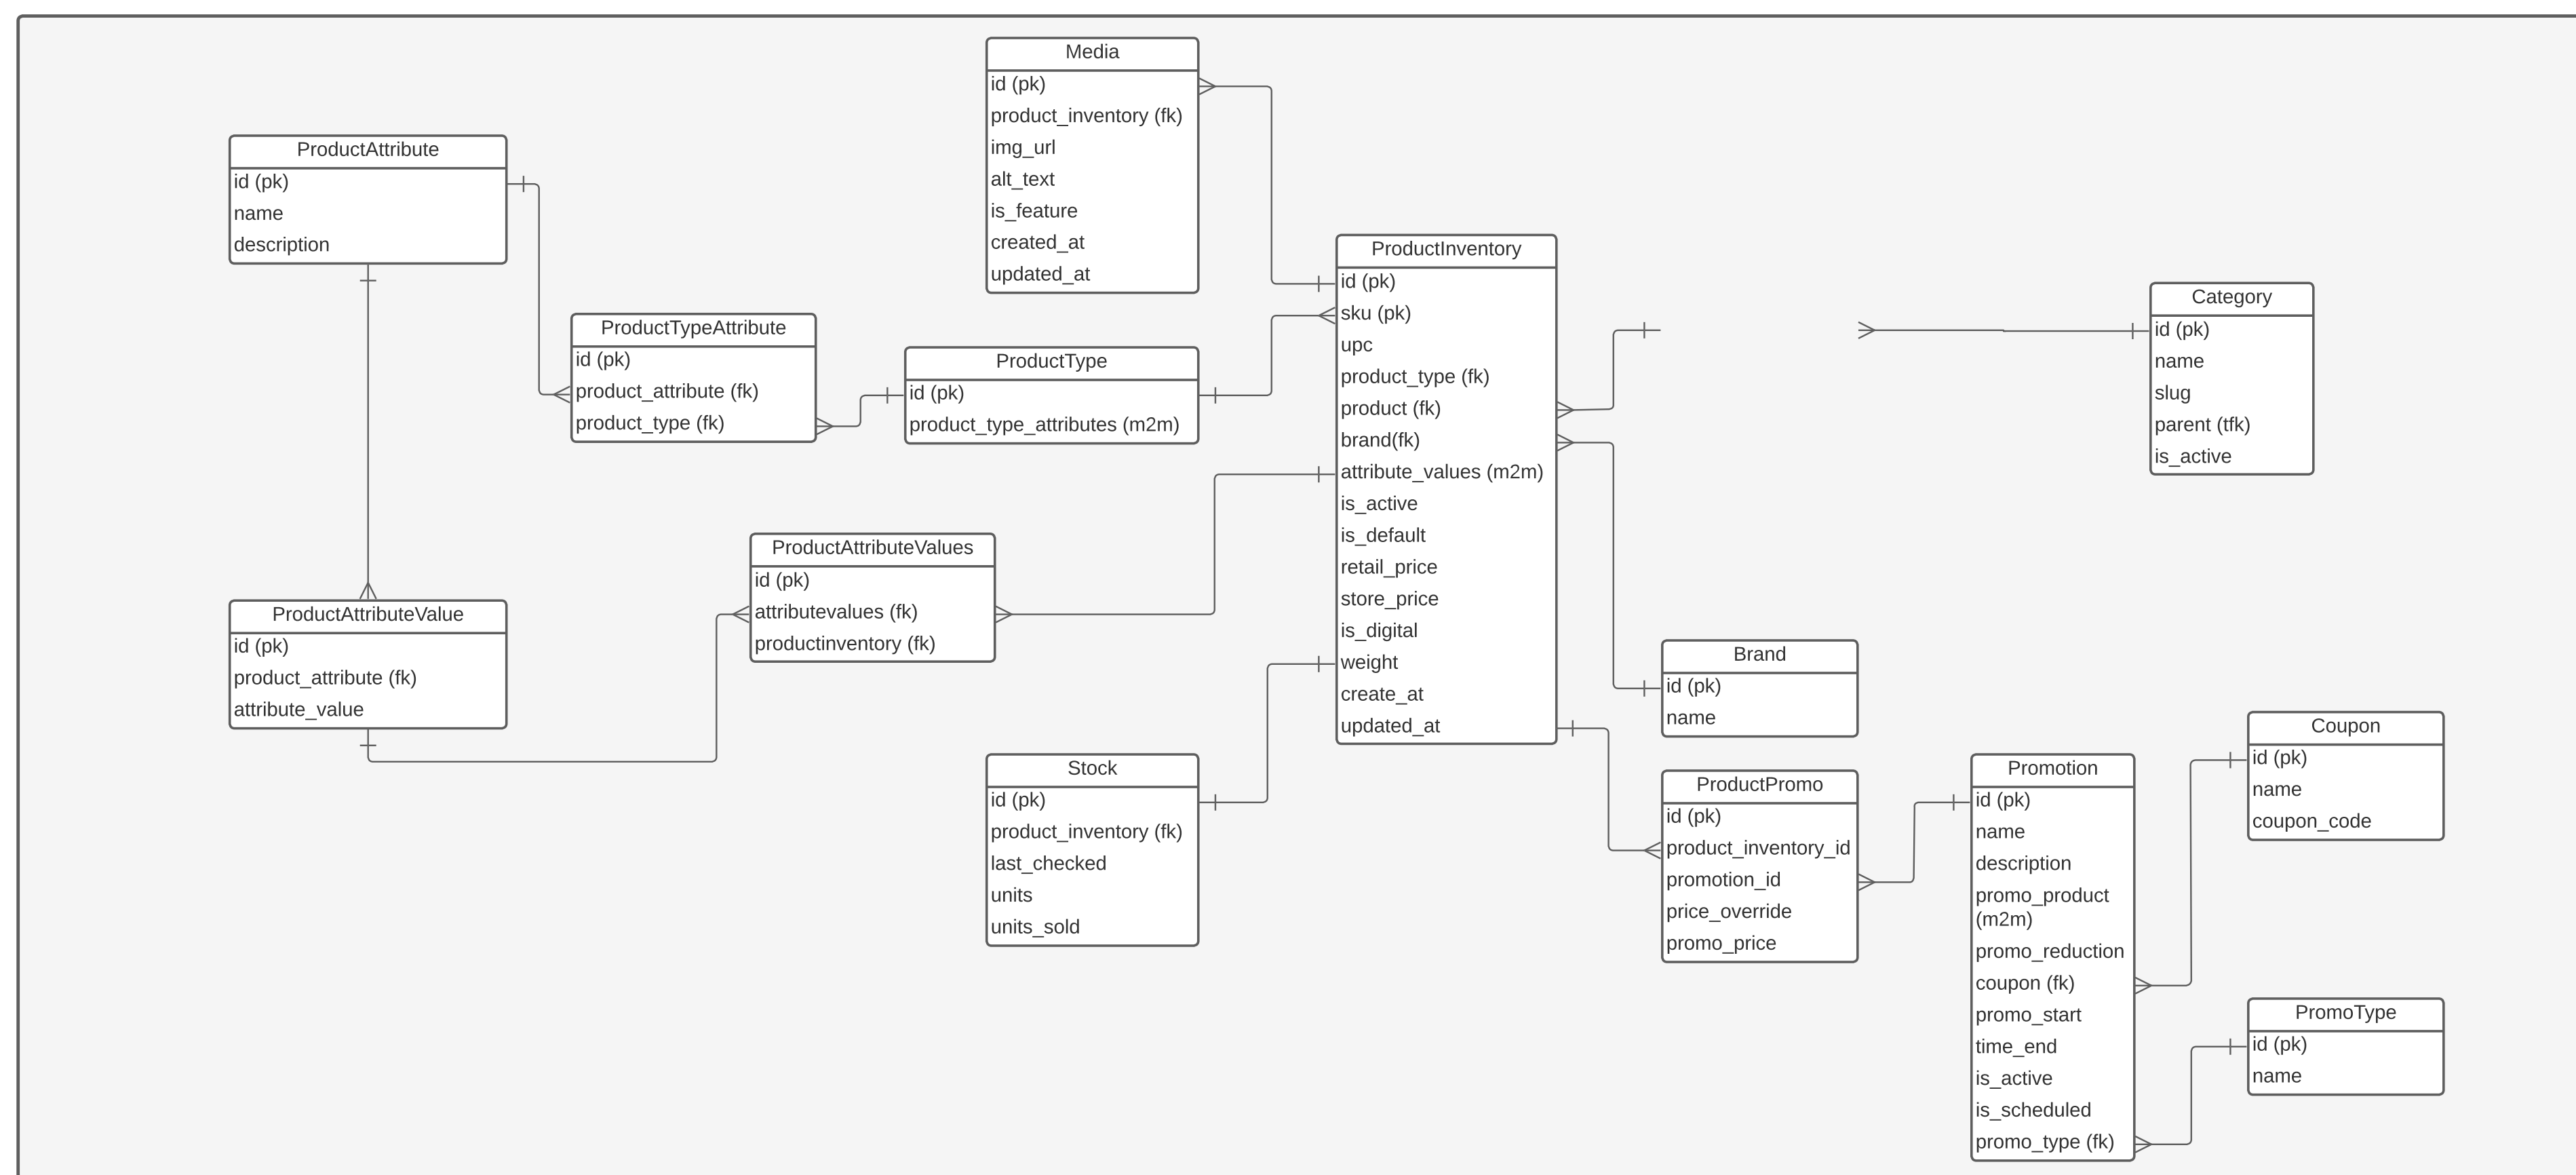 Media
id (pk)
product_inventory (fk)
img_url
alt_text
is_feature
created_at
updated_at
ProductAttribute
id (pk)
name
description
ProductTypeAttribute
id (pk)
product_attribute (fk)
product_type (fk)
ProductType
id (pk)
product_type_attributes (m2m)
ProductInventory
id (pk)
sku (pk)
upc
product_type (fk)
product (fk)
brand(fk)
attribute_values (m2m)
is_active
is_default
retail_price
store_price
is_digital
weight
create_at
updated_at
Category
id (pk)
name
slug
parent (tfk)
is_active
ProductAttributeValues
id (pk)
attributevalues (fk)
productinventory (fk)
ProductAttributeValue
id (pk)
product_attribute (fk)
attribute_value
Brand
id (pk)
name
Stock
id (pk)
product_inventory (fk)
last_checked
units
units_sold
ProductPromo
id (pk)
product_inventory_id
promotion_id
price_override
promo_price
Promotion
id (pk)
name
description
promo_product
(m2m)
promo_reduction
coupon (fk)
promo_start
time_end
is_active
is_scheduled
promo_type (fk)
Coupon
id (pk)
name
coupon_code
PromoType
id (pk)
name